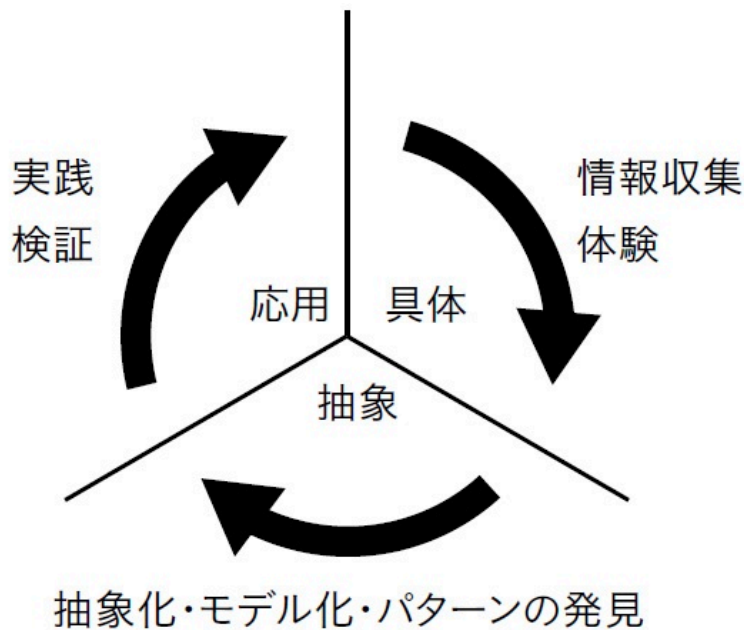 実践
検証
情報収集
体験
応用
具体
抽象
抽象化・モデル化・パターンの発見